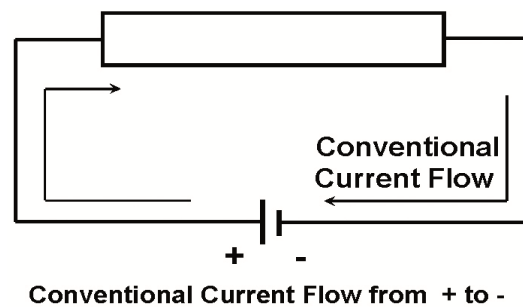 Conventional
Current Flow
+ -
Conventional Current Flow from + to -